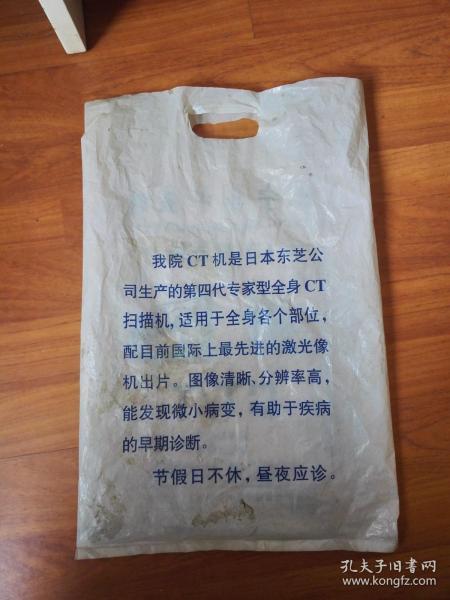 我院CT机是日本东芝公
司生产的第四代专家型全身CT
扫描机,适用于全身各个部位,
配目前国际上最先进的激光像
机出片。图像清晰、分辨率高,
能发现微小病变,有助于疾病
的早期诊断。
节假日不休,昼夜应诊。
孔夫子旧书网
www.kongfz.com